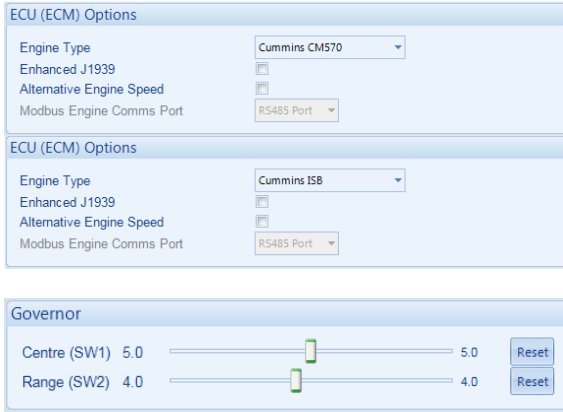 ECU (ECM) Options
Engine Type Cummins CM570
Enhanced J1939
Alternative Engine Speed
Modbus Engine Comms Port RS485 Port
ECU (ECM) Options
Engine Type Cummins ISB
Enhanced J1939
Alternative Engine Speed
Modbus Engine Comms Port RS485 Port
Governor
Centre (SW1) 5.0 5.0 Reset
Range (SW2) 4.0 4.0 Reset